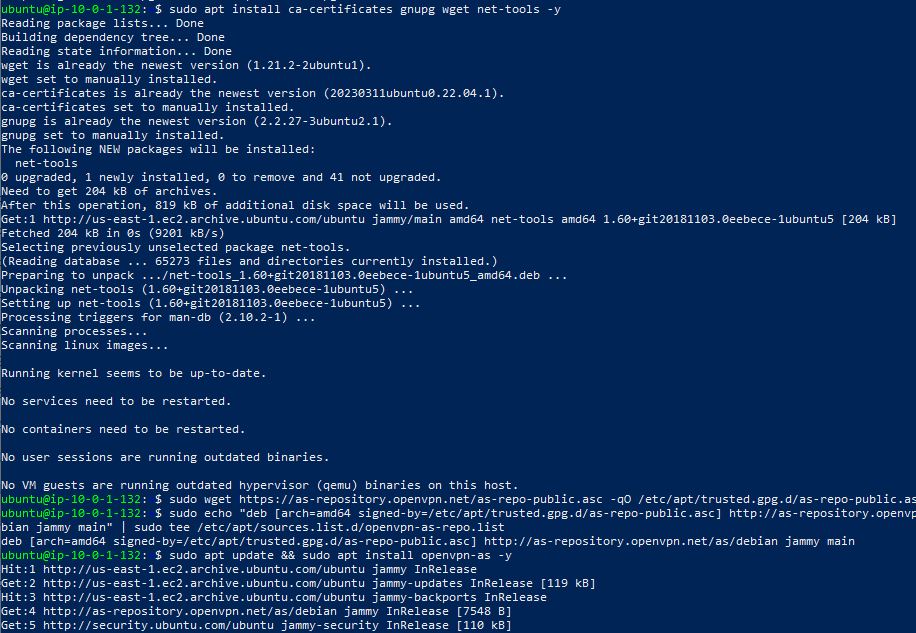 ubuntu@ip-10-0-1-132: $ sudo apt install ca-certificates gnupg wget net-tools -y
Reading package lists... Done
Building dependency tree... Done
Reading state information... Done
wget is already the newest version (1.21.2-2ubuntu1).
wget set to manually installed.
ca-certificates is already the newest version (20230311ubuntu0.22.04.1).
ca-certificates set to manually installed.
gnupg is already the newest version (2.2.27-3ubuntu2.1).
gnupg set to manually installed.
The following NEW packages will be installed:
  net-tools
0 upgraded, 1 newly installed, 0 to remove and 41 not upgraded.
Need to get 204 kB of archives.
After this operation, 819 kB of additional disk space will be used.
Get:1 http://us-east-1.ec2.archive.ubuntu.com/ubuntu jammy/main amd64 net-tools amd64 1.60+git20181103.0eebece-1ubuntu5 [204 kB]
Fetched 204 kB in 0s (9201 kB/s)
Selecting previously unselected package net-tools.
(Reading database ... 65273 files and directories currently installed.)
Preparing to unpack .../net-tools_1.60+git20181103.0eebece-1ubuntu5_amd64.deb ...
Unpacking net-tools (1.60+git20181103.0eebece-1ubuntu5) ...
Setting up net-tools (1.60+git20181103.0eebece-1ubuntu5) ...
Processing triggers for man-db (2.10.2-1) ...
Scanning processes...
Scanning linux images...
Running kernel seems to be up-to-date.
No services need to be restarted.
No containers need to be restarted.
No user sessions are running outdated binaries.
No VM guests are running outdated hypervisor (qemu) binaries on this host.
ubuntu@ip-10-0-1-132: $ sudo wget https://as-repository.openvpn.net/as-repo-public.asc -qO /etc/apt/trusted.gpg.d/as-repo-public.as
ubuntu@ip-10-0-1-132: $ sudo echo "deb [arch=amd64 signed-by=/etc/apt/trusted.gpg.d/as-repo-public.asc] http://as-repository.openvp
bian jammy main" | sudo tee /etc/apt/sources.list.d/openvpn-as-repo.list
deb [arch=amd64 signed-by=/etc/apt/trusted.gpg.d/as-repo-public.asc] http://as-repository.openvpn.net/as/debian jammy main
ubuntu@ip-10-0-1-132: $ sudo apt update && sudo apt install openvpn-as -y
Hit:1 http://us-east-1.ec2.archive.ubuntu.com/ubuntu jammy InRelease
Get:2 http://us-east-1.ec2.archive.ubuntu.com/ubuntu jammy-updates InRelease [119 kB]
Hit:3 http://us-east-1.ec2.archive.ubuntu.com/ubuntu jammy-backports InRelease
Get:4 http://as-repository.openvpn.net/as/debian jammy InRelease [7548 B]
Get:5 http://security.ubuntu.com/ubuntu jammy-security InRelease [110 kB]